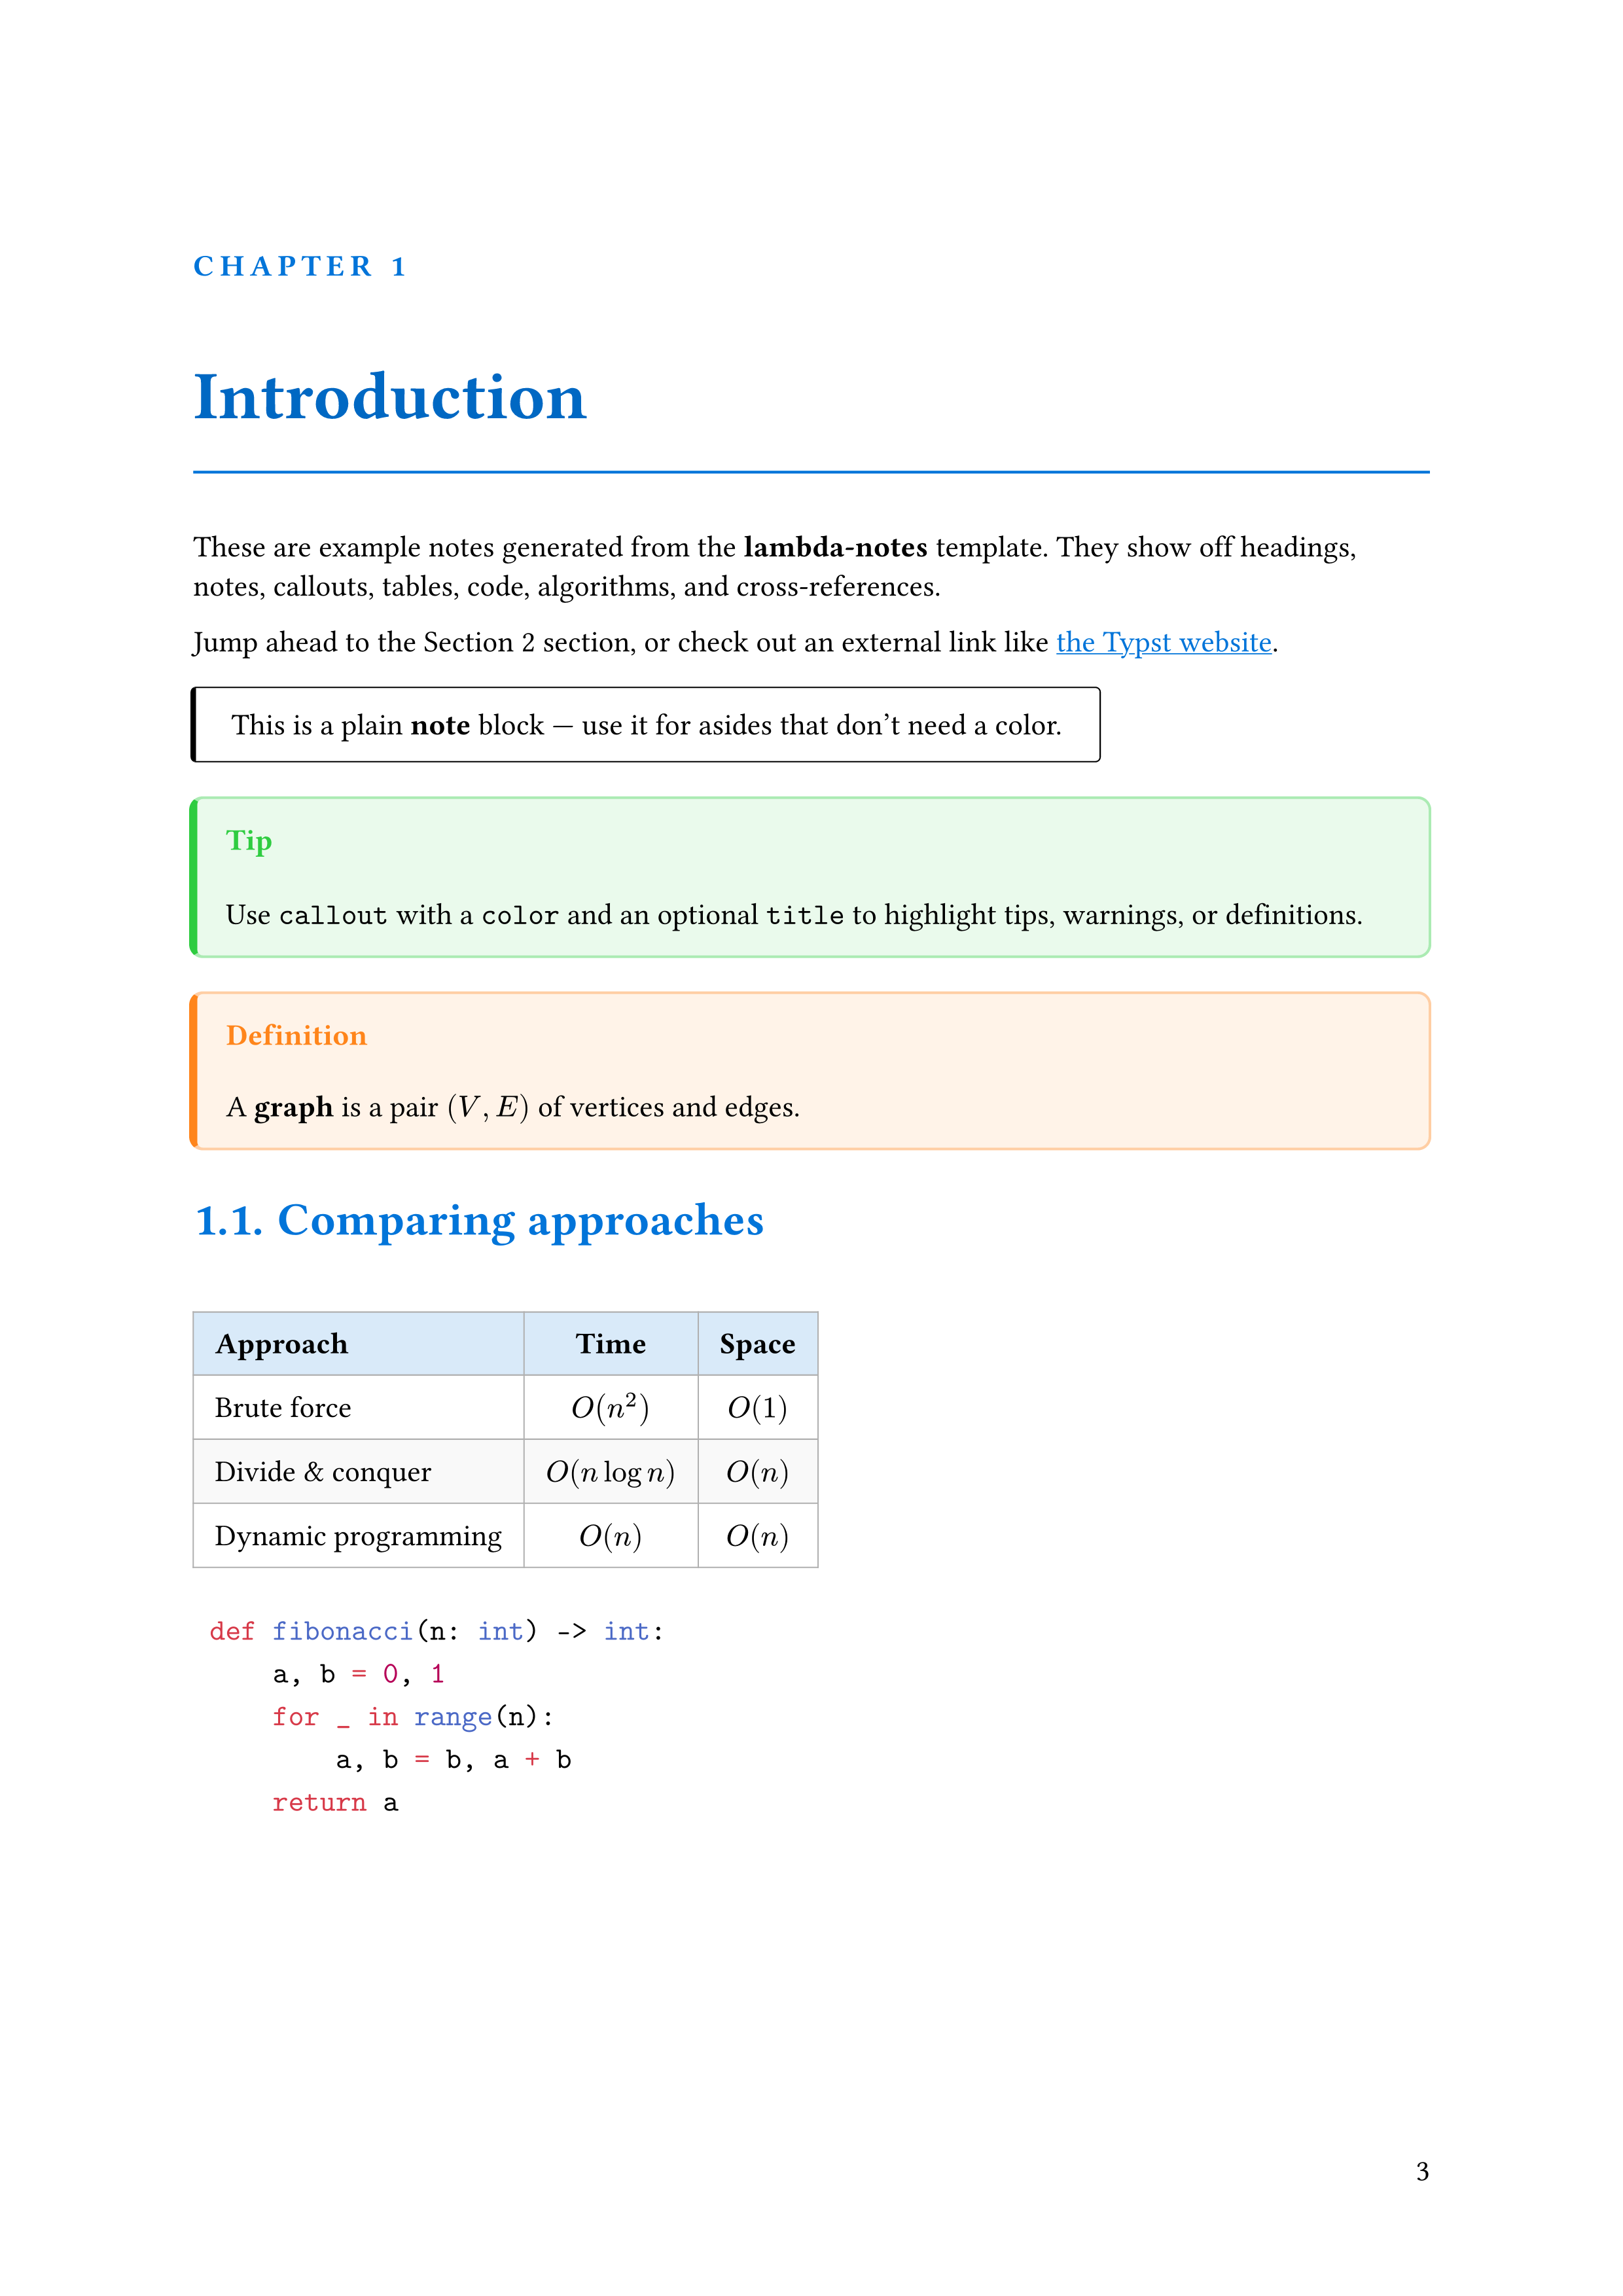 CHAPTER 1
Introduction
These are example notes generated from the lambda-notes template. They show off headings,
notes, callouts, tables, code, algorithms, and cross-references.
Jump ahead to the Section 2 section, or check out an external link like the Typst website.
This is a plain note block — use it for asides that don’t need a color.
Tip
Use callout with a color and an optional title to highlight tips, warnings, or definitions.
Definition
A graph is a pair (V, E) of vertices and edges.
1.1. Comparing approaches
Approach Time Space
Brute force O(n²) O(1)
Divide & conquer O(n log n) O(n)
Dynamic programming O(n) O(n)
def fibonacci(n: int) -> int:
    a, b = 0, 1
    for _ in range(n):
        a, b = b, a + b
    return a
3